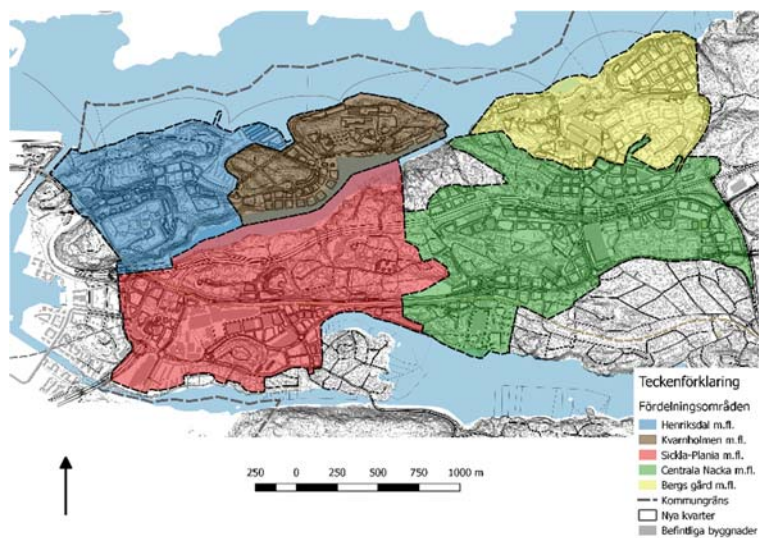 Teckenförklaring
Fördelningsområden
Henriksdal m.fl.
Kvarnholmen m.fl.
Sickla-Plania m.fl.
Centrala Nacka m.fl.
Bergs gård m.fl.
Kommungräns
Nya kvarter
Befintliga byggnader
250 0 250 500 750 1000 m